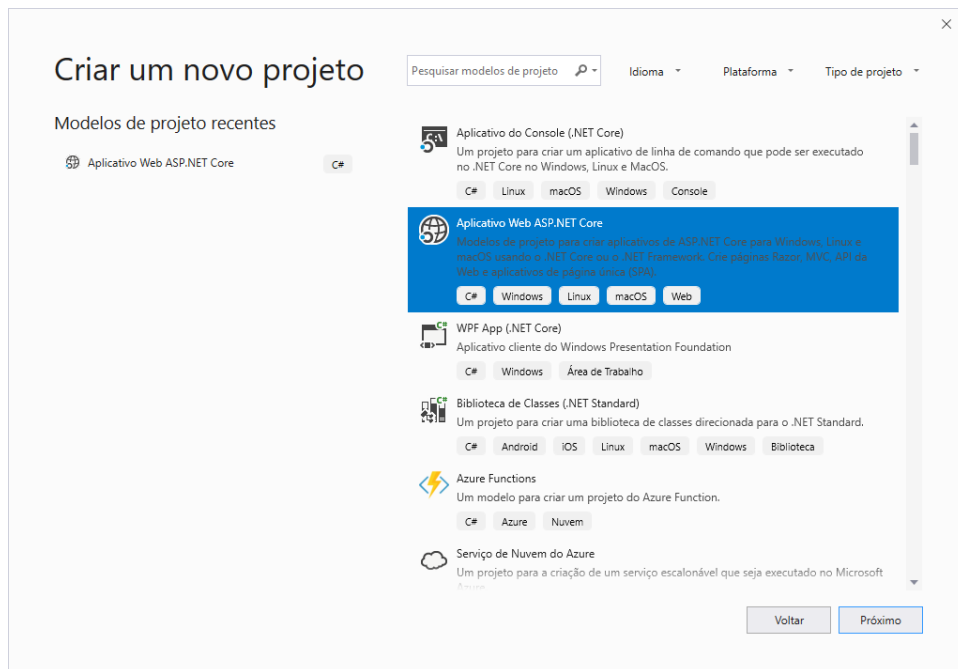 Criar um novo projeto
Pesquisar modelos de projeto
Idioma
Plataforma
Tipo de projeto
Modelos de projeto recentes
Aplicativo Web ASP.NET Core
C#
Aplicativo do Console (.NET Core)
Um projeto para criar um aplicativo de linha de comando que pode ser executado
no .NET Core no Windows, Linux e MacOS.
C# Linux macOS Windows Console
Aplicativo Web ASP.NET Core
Modelos de projeto para criar aplicativos de ASP.NET Core para Windows, Linux e
macOS usando o .NET Core ou o .NET Framework. Crie páginas Razor, MVC, API da
Web e aplicativos de página única (SPA).
C# Windows Linux macOS Web
WPF App (.NET Core)
Aplicativo cliente do Windows Presentation Foundation
C# Windows Área de Trabalho
Biblioteca de Classes (.NET Standard)
Um projeto para criar uma biblioteca de classes direcionada para o .NET Standard.
C# Android iOS Linux macOS Windows Biblioteca
Azure Functions
Um modelo para criar um projeto do Azure Function.
C# Azure Nuvem
Serviço de Nuvem do Azure
Um projeto para a criação de um serviço escalonável que seja executado no Microsoft
Azure.
Voltar
Próximo